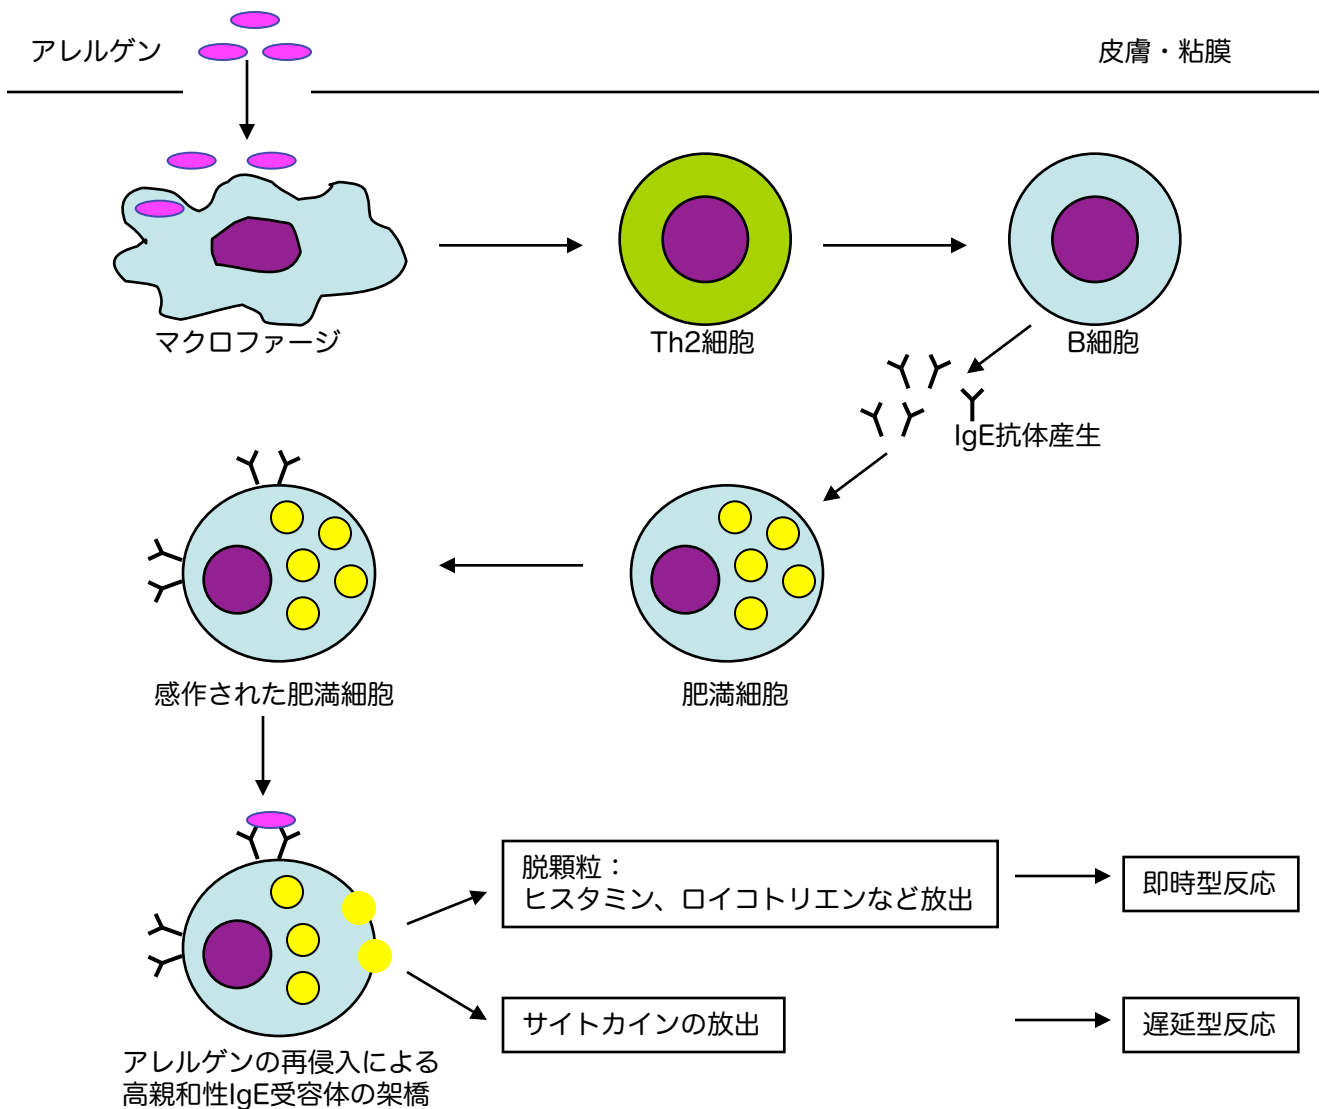 アレルゲン
皮膚・粘膜
マクロファージ
Th2細胞
B細胞
IgE抗体産生
感作された肥満細胞
肥満細胞
脱顆粒：
ヒスタミン、ロイコトリエンなど放出
即時型反応
サイトカインの放出
遅延型反応
アレルゲンの再侵入による
高親和性IgE受容体の架橋